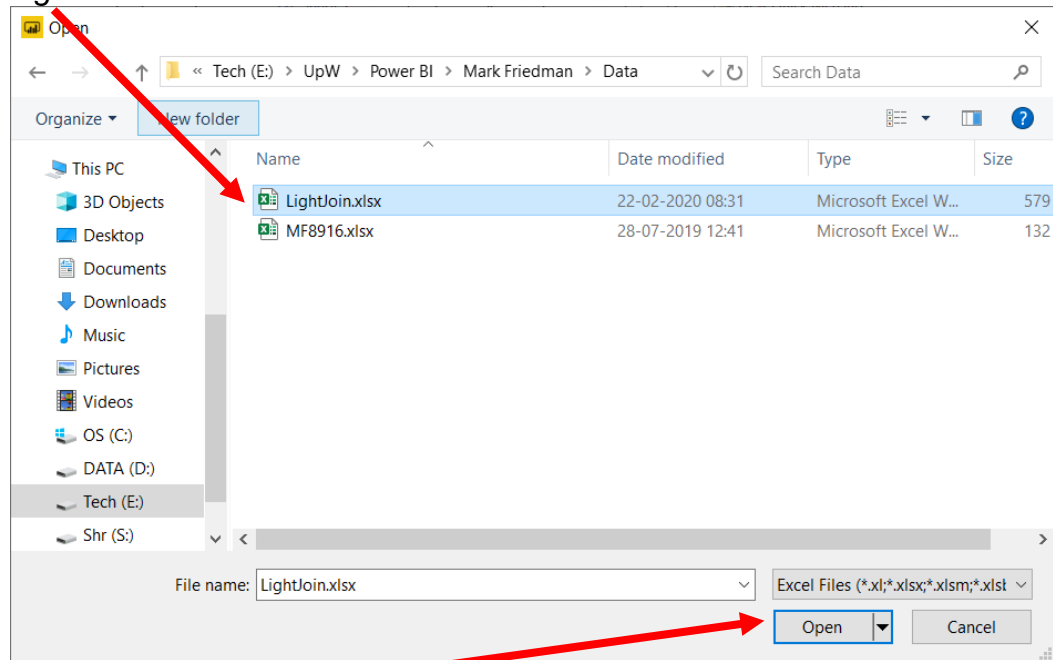 Open
« Tech (E:) > UpW > Power BI > Mark Friedman > Data
Search Data
Organize
New folder
?
Name Date modified Type Size
This PC
3D Objects
Desktop
Documents
Downloads
Music
Pictures
Videos
OS (C:)
DATA (D:)
Tech (E:)
Shr (S:)
LightJoin.xlsx 22-02-2020 08:31 Microsoft Excel W... 579
MF8916.xlsx 28-07-2019 12:41 Microsoft Excel W... 132
File name: LightJoin.xlsx
Excel Files (*.xl;*.xlsx;*.xlsm;*.xlsb
Open Cancel